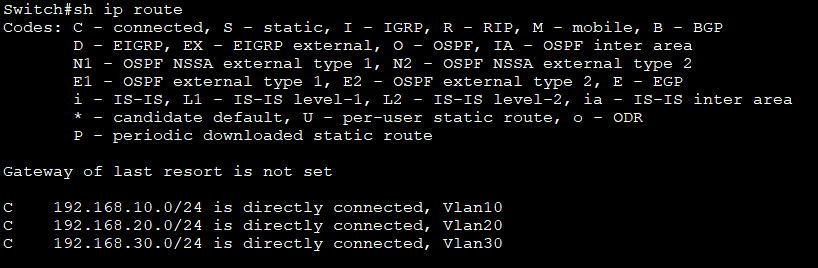 Switch#sh ip route
Codes: C - connected, S - static, I - IGRP, R - RIP, M - mobile, B - BGP
D - EIGRP, EX - EIGRP external, O - OSPF, IA - OSPF inter area
N1 - OSPF NSSA external type 1, N2 - OSPF NSSA external type 2
E1 - OSPF external type 1, E2 - OSPF external type 2, E - EGP
i - IS-IS, L1 - IS-IS level-1, L2 - IS-IS level-2, ia - IS-IS inter area
* - candidate default, U - per-user static route, o - ODR
P - periodic downloaded static route
Gateway of last resort is not set
C    192.168.10.0/24 is directly connected, Vlan10
C    192.168.20.0/24 is directly connected, Vlan20
C    192.168.30.0/24 is directly connected, Vlan30